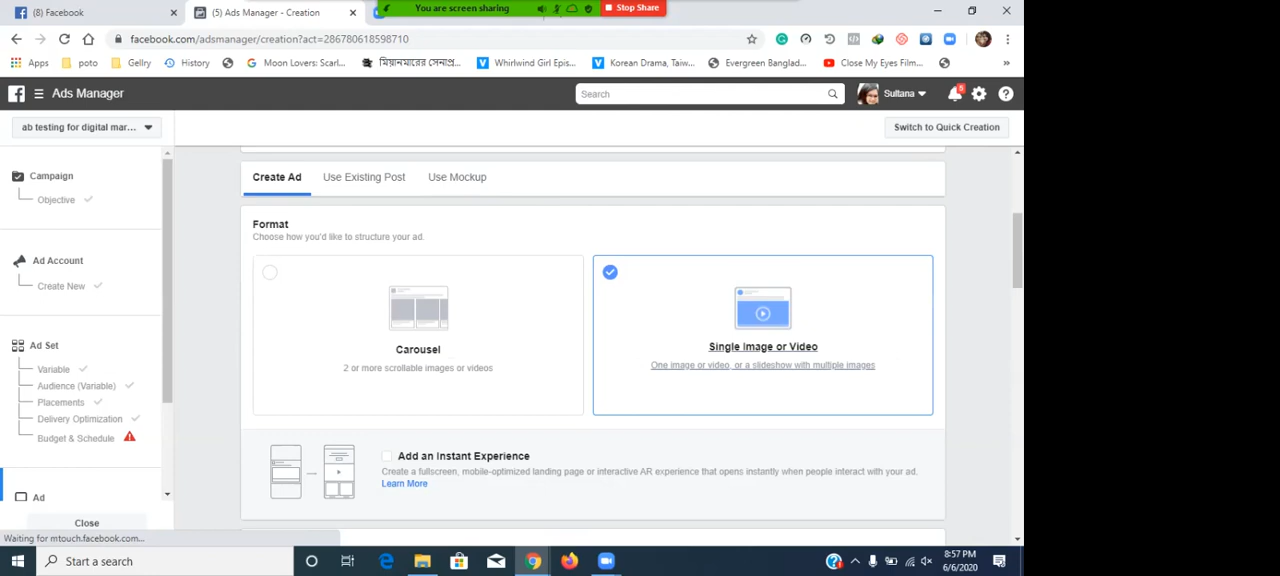 (8) Facebook
(5) Ads Manager - Creation
You are screen sharing
Stop Share
facebook.com/adsmanager/creation?act=286780618598710
Apps
poto
Gellry
History
Moon Lovers: Scarl...
মিয়ানমারের সেনাপ্র...
Whirlwind Girl Epis...
Korean Drama, Taiw...
Evergreen Banglad...
Close My Eyes Film...
»
Ads Manager
Search
Sultana
5
ab testing for digital mar...
Switch to Quick Creation
Campaign
Objective
Ad Account
Create New
Ad Set
Variable
Audience (Variable)
Placements
Delivery Optimization
Budget & Schedule
Ad
Close
Create Ad
Use Existing Post
Use Mockup
Format
Choose how you'd like to structure your ad.
Carousel
2 or more scrollable images or videos
Single Image or Video
One image or video, or a slideshow with multiple images
Add an Instant Experience
Create a fullscreen, mobile-optimized landing page or interactive AR experience that opens instantly when people interact with your ad.
Learn More
Waiting for mtouch.facebook.com...
Start a search
8:57 PM
6/6/2020